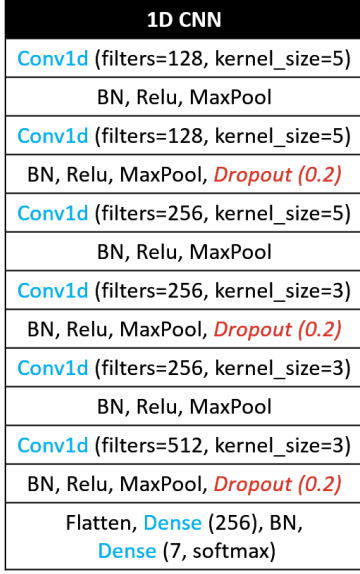 1D CNN
Conv1d (filters=128, kernel_size=5)
BN, Relu, MaxPool
Conv1d (filters=128, kernel_size=5)
BN, Relu, MaxPool, Dropout (0.2)
Conv1d (filters=256, kernel_size=5)
BN, Relu, MaxPool
Conv1d (filters=256, kernel_size=3)
BN, Relu, MaxPool, Dropout (0.2)
Conv1d (filters=256, kernel_size=3)
BN, Relu, MaxPool
Conv1d (filters=512, kernel_size=3)
BN, Relu, MaxPool, Dropout (0.2)
Flatten, Dense (256), BN,
Dense (7, softmax)